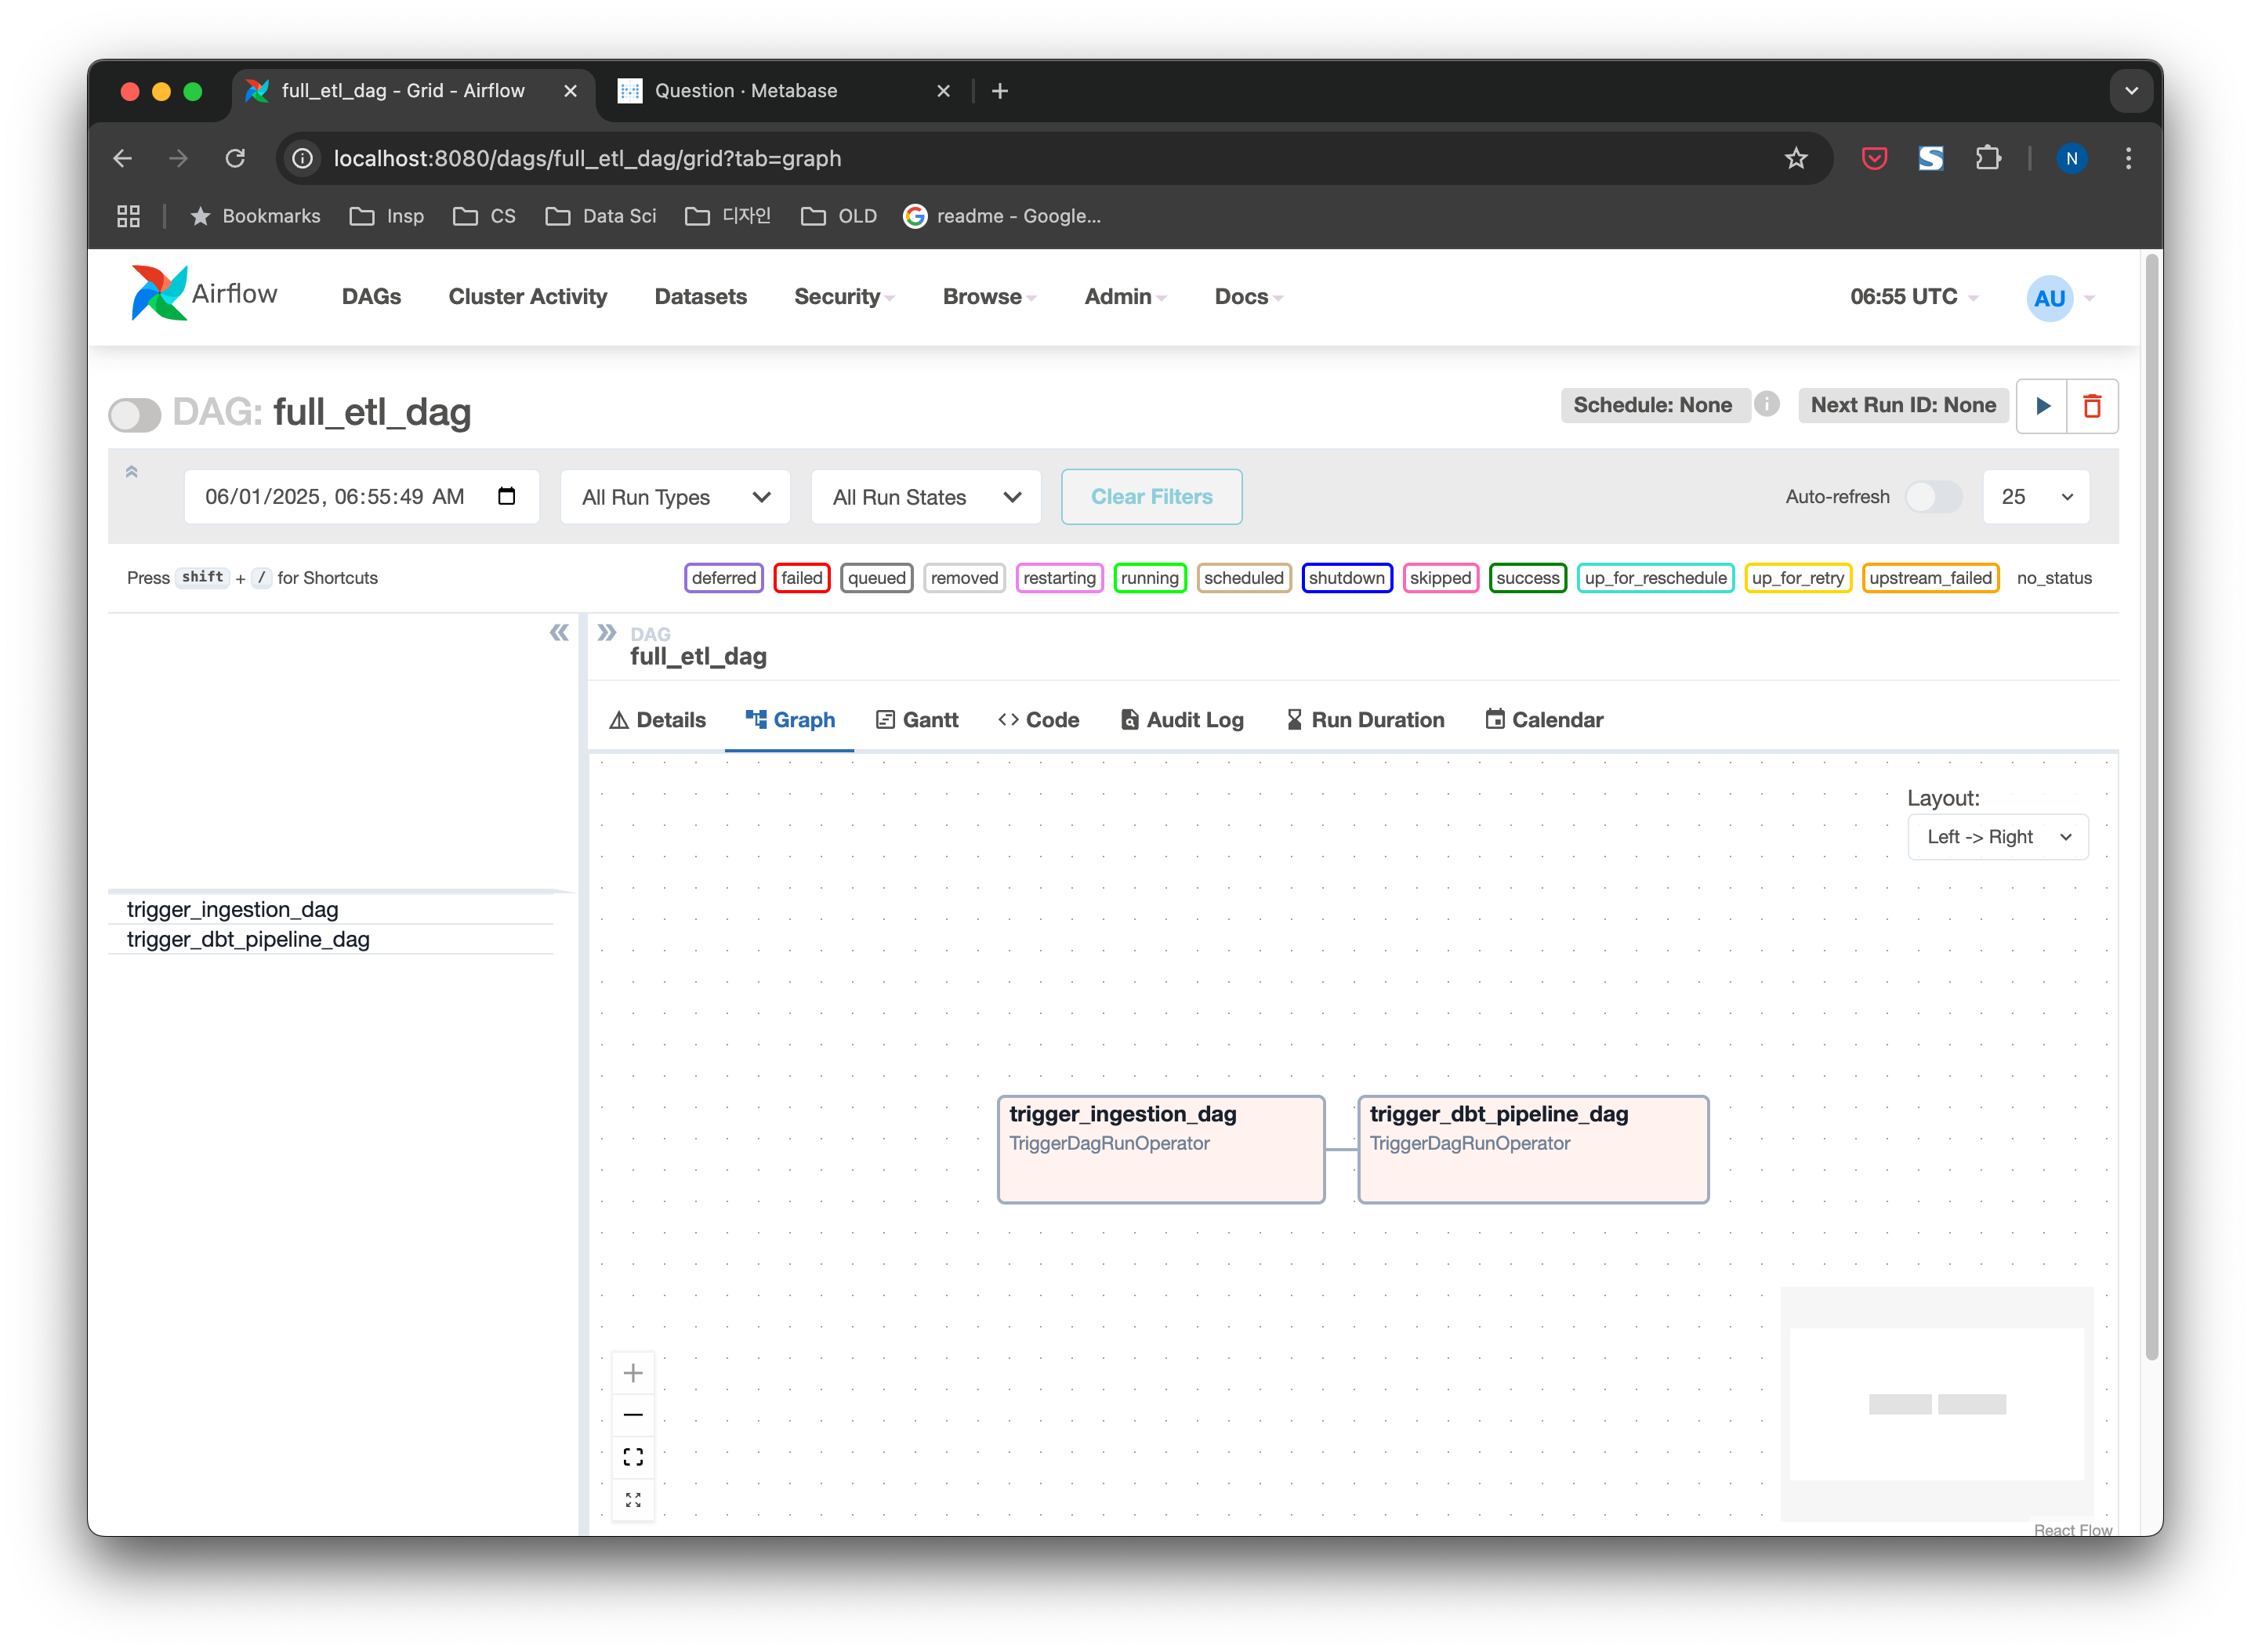 full_etl_dag - Grid - Airflow
Question · Metabase
localhost:8080/dags/full_etl_dag/grid?tab=graph
N
Bookmarks
Insp
CS
Data Sci
디자인
OLD
readme - Google...
Airflow
DAGs
Cluster Activity
Datasets
Security
Browse
Admin
Docs
06:55 UTC
AU
DAG: full_etl_dag
Schedule: None
Next Run ID: None
06/01/2025, 06:55:49 AM
All Run Types
All Run States
Clear Filters
Auto-refresh
25
Press shift + / for Shortcuts
deferred
failed
queued
removed
restarting
running
scheduled
shutdown
skipped
success
up_for_reschedule
up_for_retry
upstream_failed
no_status
trigger_ingestion_dag
trigger_dbt_pipeline_dag
DAG
full_etl_dag
Details
Graph
Gantt
Code
Audit Log
Run Duration
Calendar
Layout:
Left -> Right
trigger_ingestion_dag
TriggerDagRunOperator
trigger_dbt_pipeline_dag
TriggerDagRunOperator
React Flow